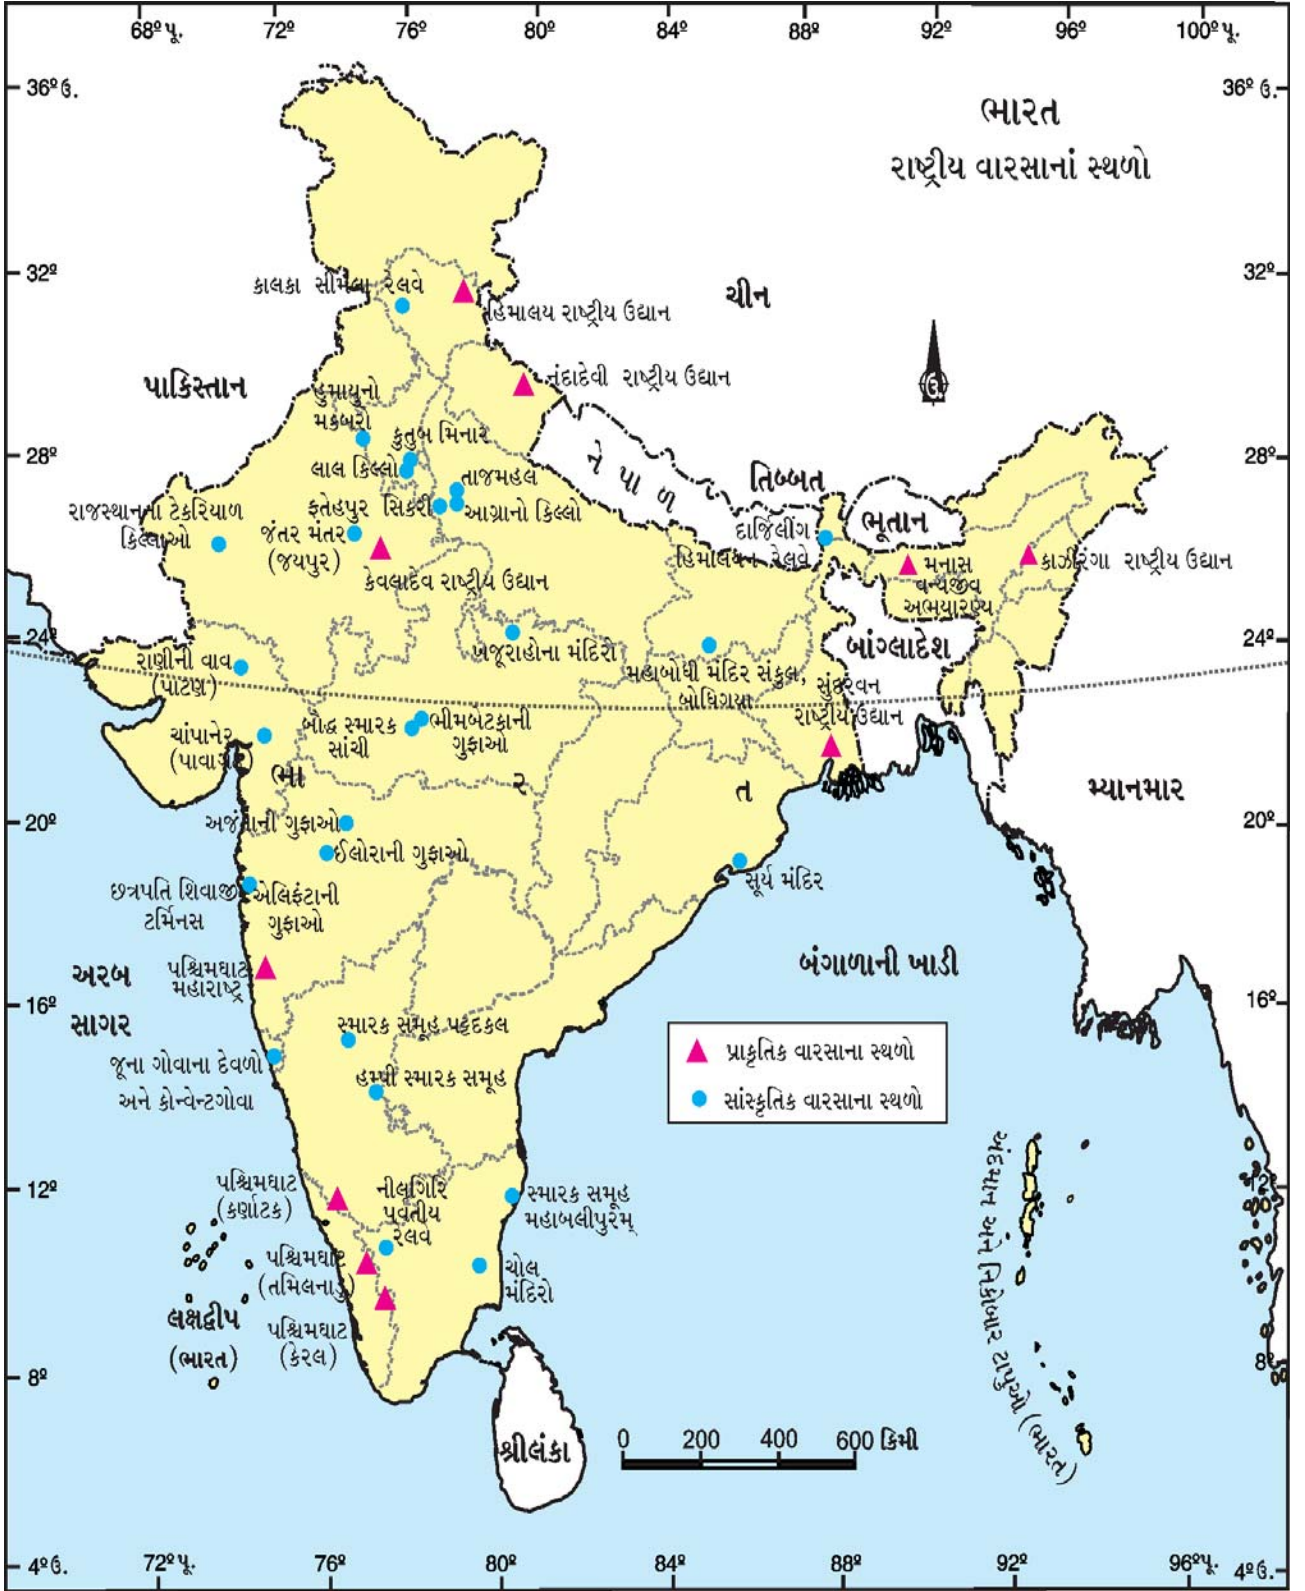 68º પૂ. 72º 76º 80º 84º 88º 92º 96º 100º પૂ.
36º ઉ. 36º ઉ.
ભારત
રાષ્ટ્રીય વારસાનાં સ્થળો
32º 32º
કાલકા સીમલા રેલવે
હિમાલય રાષ્ટ્રીય ઉદ્યાન
ચીન
પાકિસ્તાન
નંદાદેવી રાષ્ટ્રીય ઉદ્યાન
ઉ.
હુમાયુનો
મકબરો
કુતુબ મિનાર
28º 28º
લાલ કિલ્લો
તાજમહલ
નેપાળ
તિબ્બત
રાજસ્થાનના ટેકરિયાળ
કિલ્લાઓ
ફતેહપુર સિકરી
આગ્રાનો કિલ્લો
જંતર મંતર
(જયપુર)
કેવલાદેવ રાષ્ટ્રીય ઉદ્યાન
દાર્જિલીંગ
હિમાલયન રેલવે
ભૂતાન
મનાસ
વન્યજીવ
અભયારણ્ય
કાઝીરંગા રાષ્ટ્રીય ઉદ્યાન
24º 24º
રાણીની વાવ
(પાટણ)
ખજૂરાહોના મંદિરો
મહાબોધી મંદિર સંકુલ,
બોધિગયા
બાંગ્લાદેશ
સુંદરવન
રાષ્ટ્રીય ઉદ્યાન
ચાંપાનેર
(પાવાગઢ)
બૌદ્ધ સ્મારક
સાંચી
ભીમબેટકાની
ગુફાઓ
ભા ર ત
મ્યાનમાર
20º 20º
અજંતાની ગુફાઓ
ઈલોરાની ગુફાઓ
સૂર્ય મંદિર
છત્રપતિ શિવાજી
ટર્મિનસ
એલિફંટાની
ગુફાઓ
અરબ
સાગર
પશ્ચિમઘાટ
મહારાષ્ટ્ર
બંગાળાની ખાડી
16º 16º
સ્મારક સમૂહ પટ્ટદકલ
જૂના ગોવાના દેવળો
અને કોન્વેન્ટગોવા
હમ્પી સ્મારક સમૂહ
પ્રાકૃતિક વારસાના સ્થળો
સાંસ્કૃતિક વારસાના સ્થળો
12º 12º
પશ્ચિમઘાટ
(કર્ણાટક)
નીલગિરિ
પર્વતીય
રેલવે
સ્મારક સમૂહ
મહાબલીપુરમ્
પશ્ચિમઘાટ
(તમિલનાડુ)
ચોલ
મંદિરો
લક્ષદ્વીપ
(ભારત)
પશ્ચિમઘાટ
(કેરલ)
અંદમાન અને નિકોબાર ટાપુઓ (ભારત)
8º 8º
શ્રીલંકા
0 200 400 600 કિમી
4º ઉ. 72º પૂ. 76º 80º 84º 88º 92º 96º પૂ. 4º ઉ.